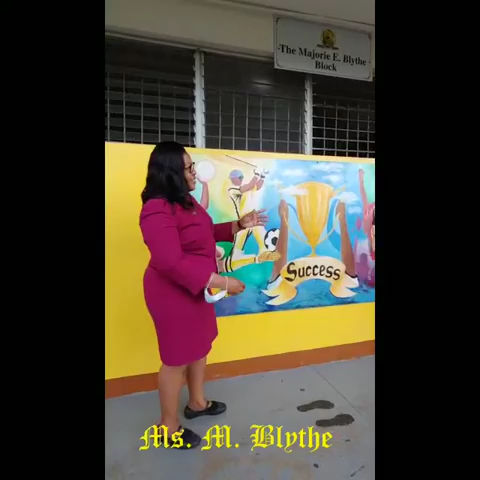 The Majorie E. Blythe
Block
Success
Ms. M. Blythe